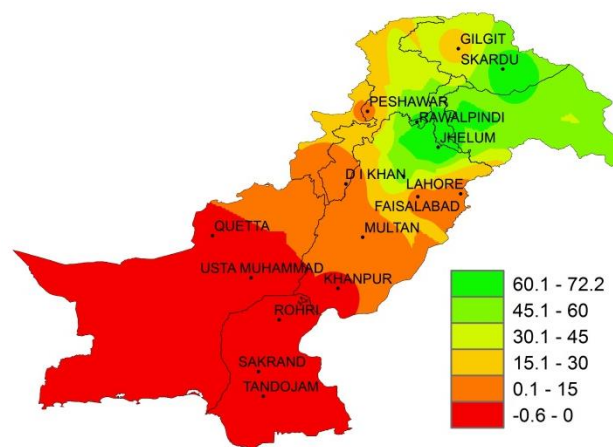 GILGIT
SKARDU
PESHAWAR
RAWALPINDI
JHELUM
D I KHAN
LAHORE
FAISALABAD
QUETTA
MULTAN
USTA MUHAMMAD
KHANPUR
ROHRI
SAKRAND
TANDOJAM
60.1 - 72.2
45.1 - 60
30.1 - 45
15.1 - 30
0.1 - 15
-0.6 - 0